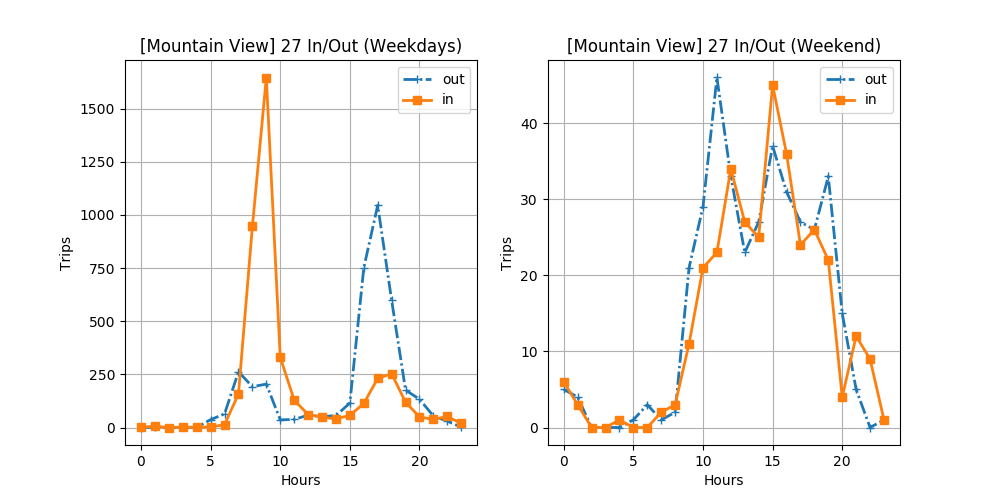 [Mountain View] 27 In/Out (Weekdays)
out
in
1500
1250
1000
750
500
250
0
Trips
0 5 10 15 20
Hours
[Mountain View] 27 In/Out (Weekend)
out
in
40
30
20
10
0
Trips
0 5 10 15 20
Hours